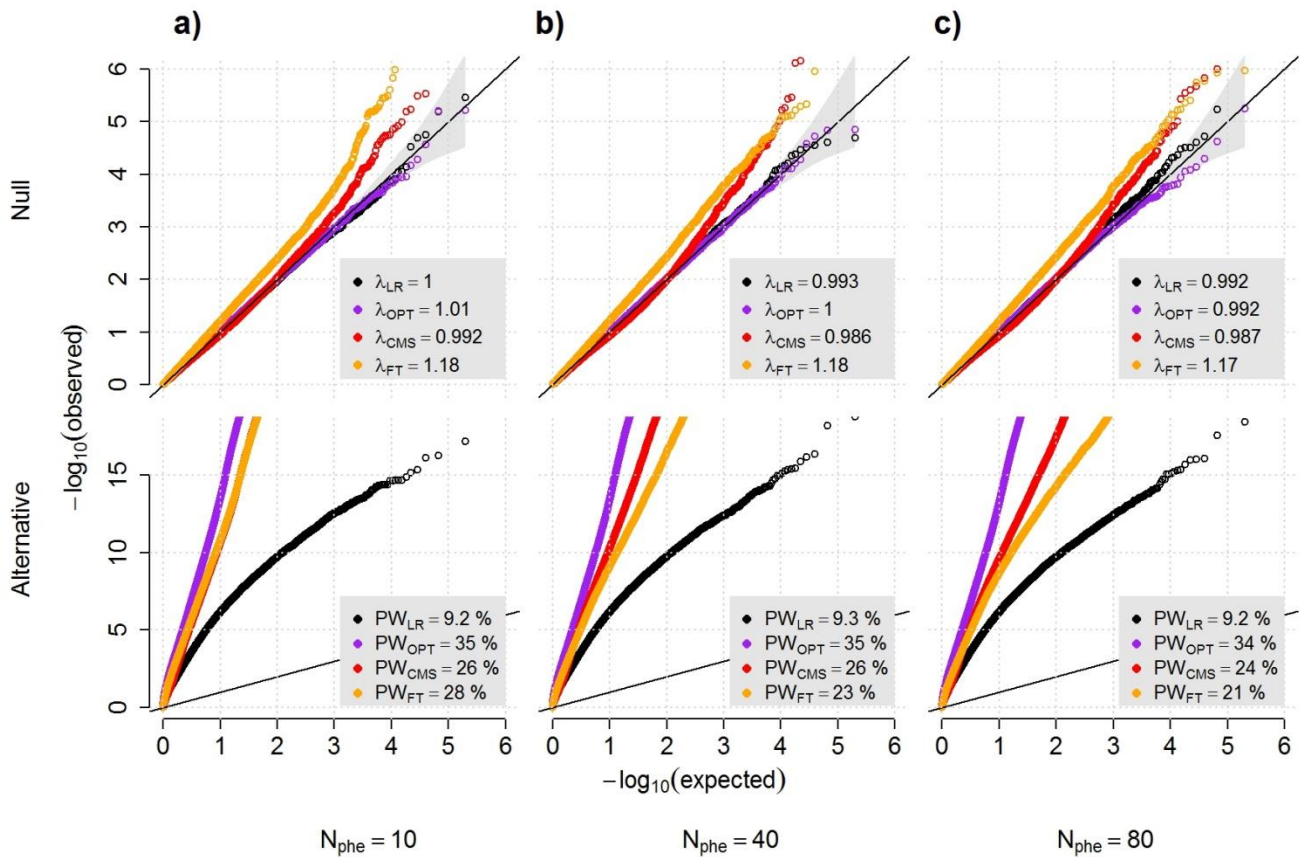 a)
b)
c)
Null
Alternative
−log10(observed)
0 1 2 3 4 5 6
λLR = 1
λOPT = 1.01
λCMS = 0.992
λFT = 1.18
λLR = 0.993
λOPT = 1
λCMS = 0.986
λFT = 1.18
λLR = 0.992
λOPT = 0.992
λCMS = 0.987
λFT = 1.17
0 5 10 15
PWLR = 9.2 %
PWOPT = 35 %
PWCMS = 26 %
PWFT = 28 %
PWLR = 9.3 %
PWOPT = 35 %
PWCMS = 26 %
PWFT = 23 %
PWLR = 9.2 %
PWOPT = 34 %
PWCMS = 24 %
PWFT = 21 %
0 1 2 3 4 5 6
0 1 2 3 4 5 6
0 1 2 3 4 5 6
−log10(expected)
Nphe = 10
Nphe = 40
Nphe = 80